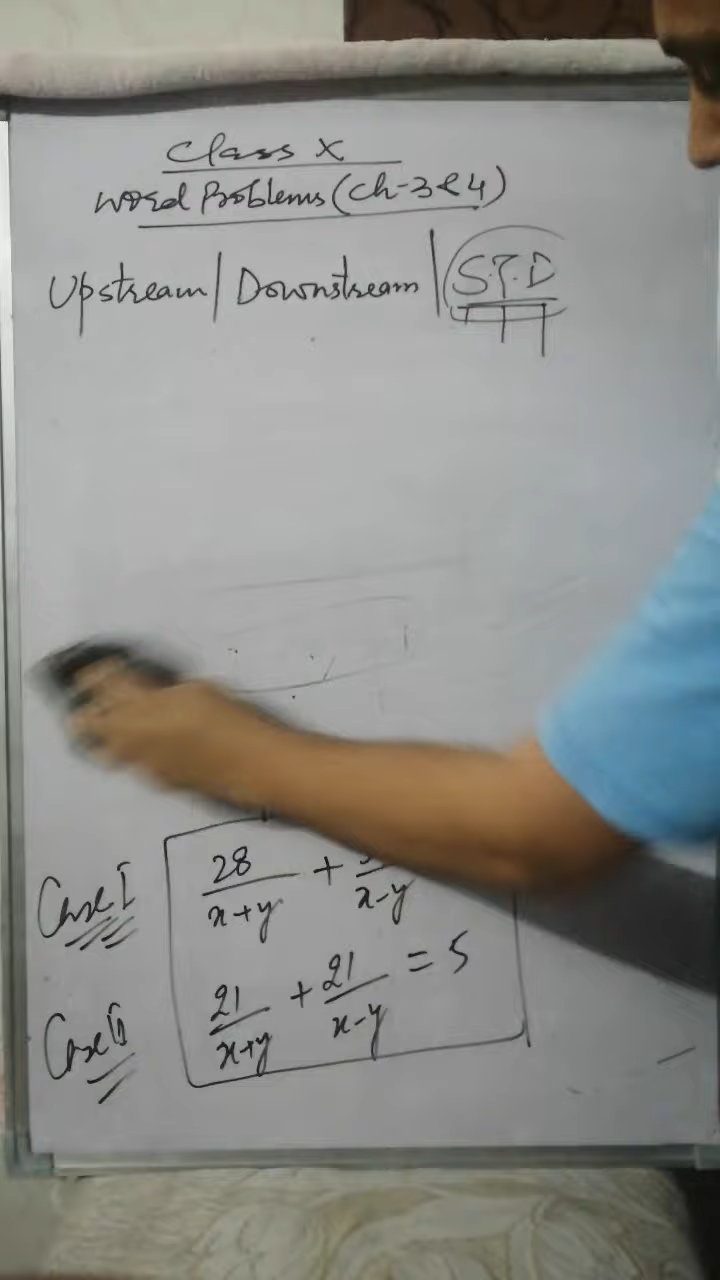 Class X
Word Problems (Ch-3&4)
Upstream / Downstream | S.T.D
Case I 28/x+y + /x-y
Case II 21/x+y + 21/x-y = 5